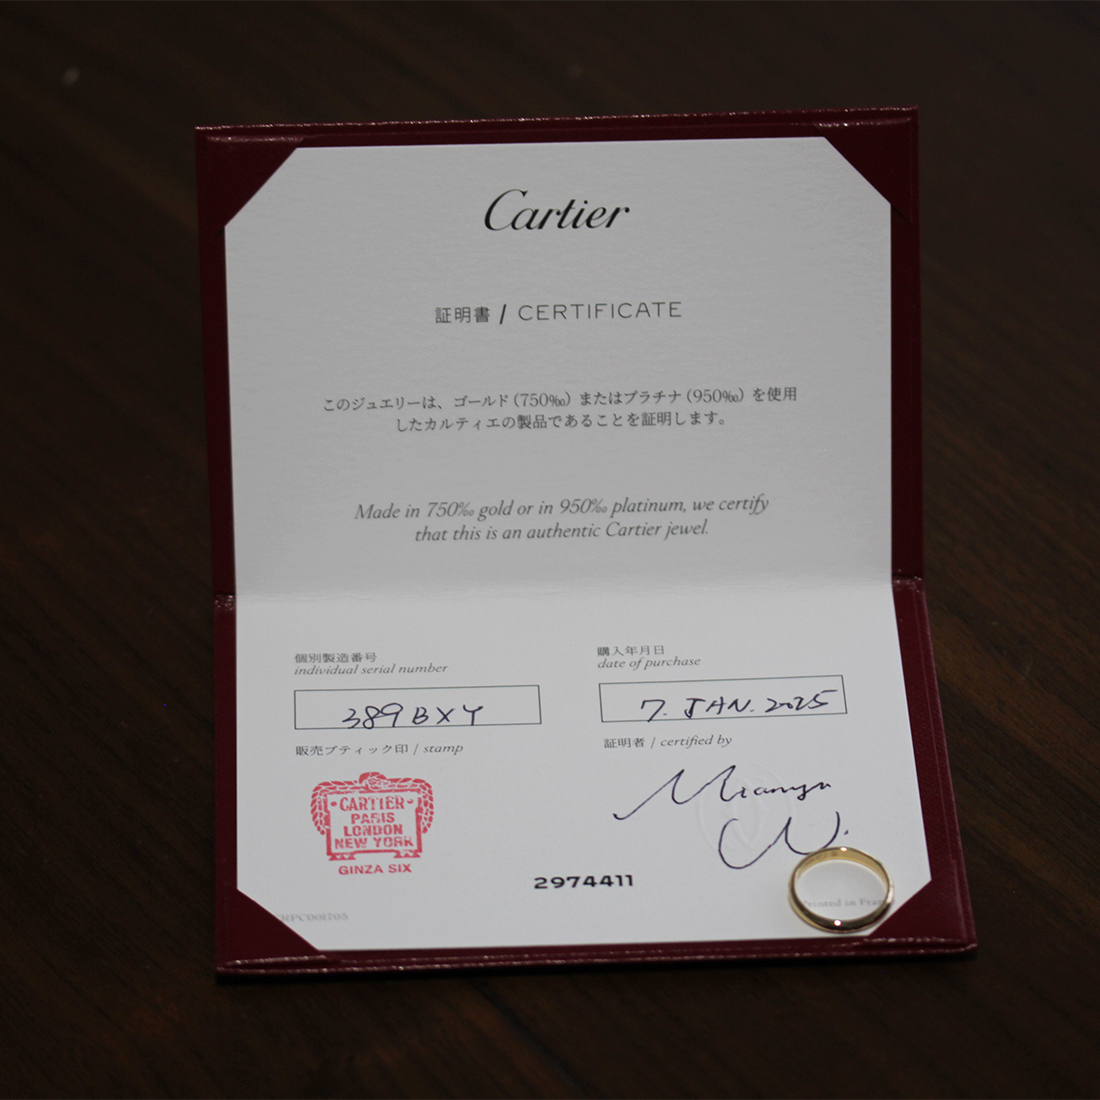 Cartier
証明書 / CERTIFICATE
このジュエリーは、ゴールド（750‰）またはプラチナ（950‰）を使用
したカルティエの製品であることを証明します。
Made in 750‰ gold or in 950‰ platinum, we certify
that this is an authentic Cartier jewel.
個別製造番号
individual serial number
389BXY
購入年月日
date of purchase
7. JAN. 2025
販売ブティック印 / stamp
証明者 / certified by
CARTIER
PARIS
LONDON
NEW YORK
GINZA SIX
2974411
Printed in